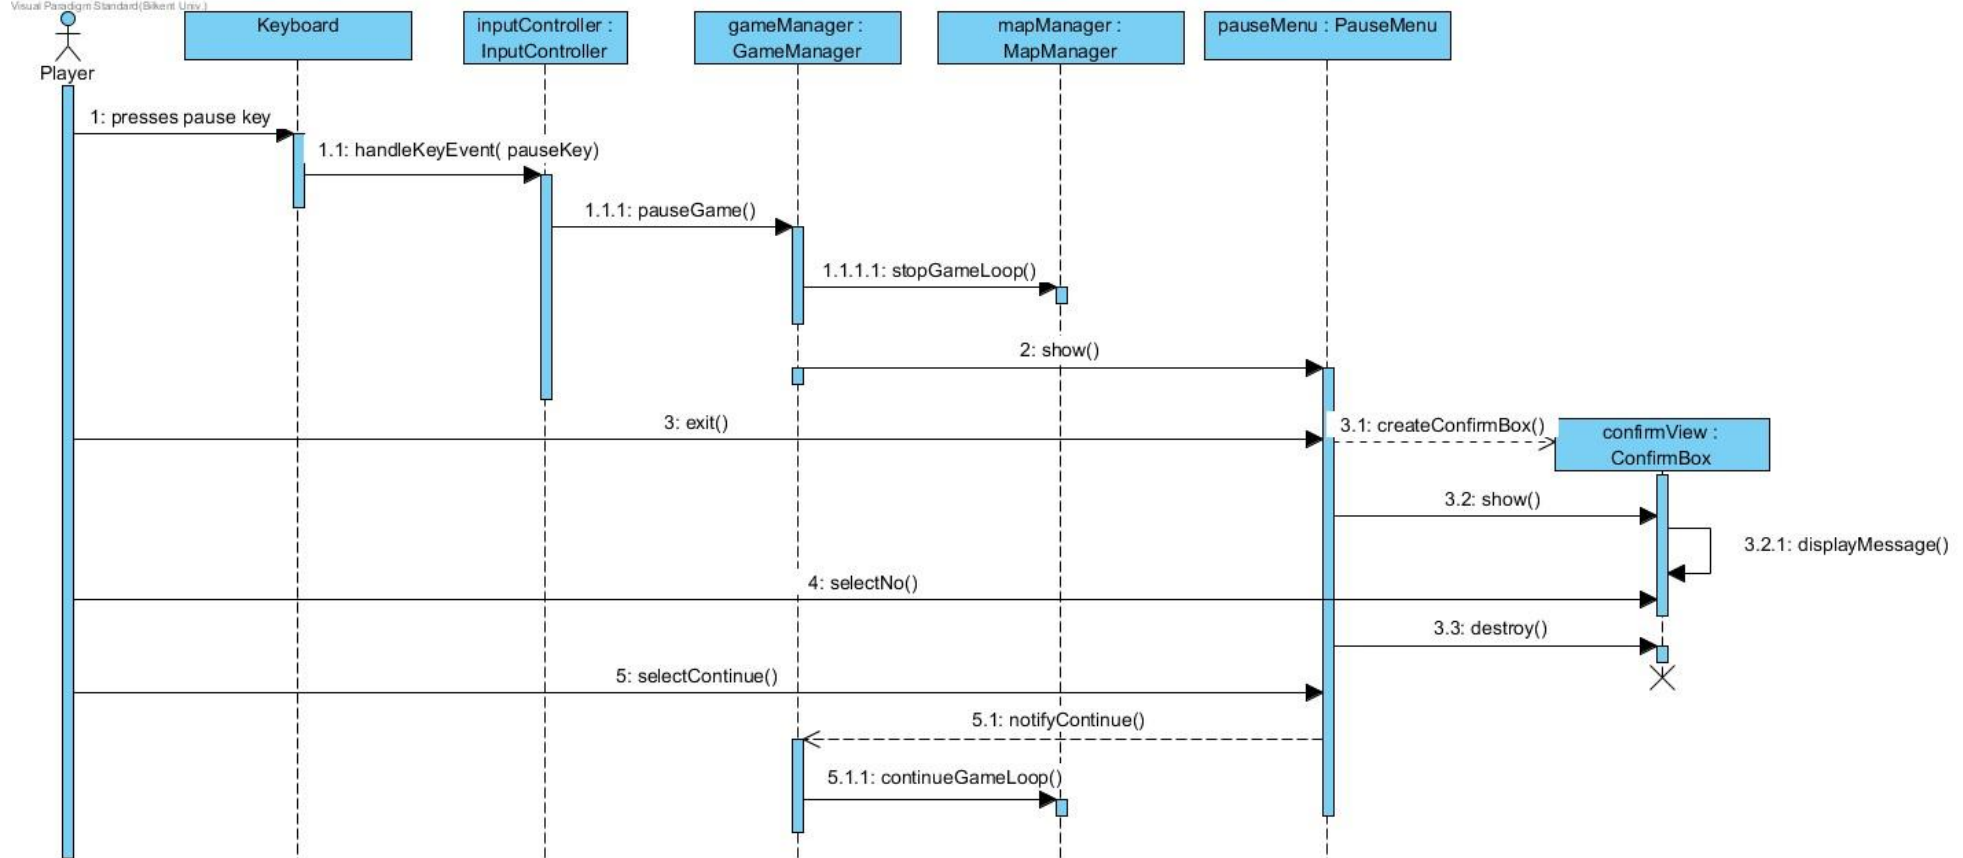 Visual Paradigm Standard(Bilkent Univ.)
Player
Keyboard
inputController :
InputController
gameManager :
GameManager
mapManager :
MapManager
pauseMenu : PauseMenu
1: presses pause key
1.1: handleKeyEvent( pauseKey)
1.1.1: pauseGame()
1.1.1.1: stopGameLoop()
2: show()
3: exit()
3.1: createConfirmBox()
confirmView :
ConfirmBox
3.2: show()
3.2.1: displayMessage()
4: selectNo()
3.3: destroy()
5: selectContinue()
5.1: notifyContinue()
5.1.1: continueGameLoop()